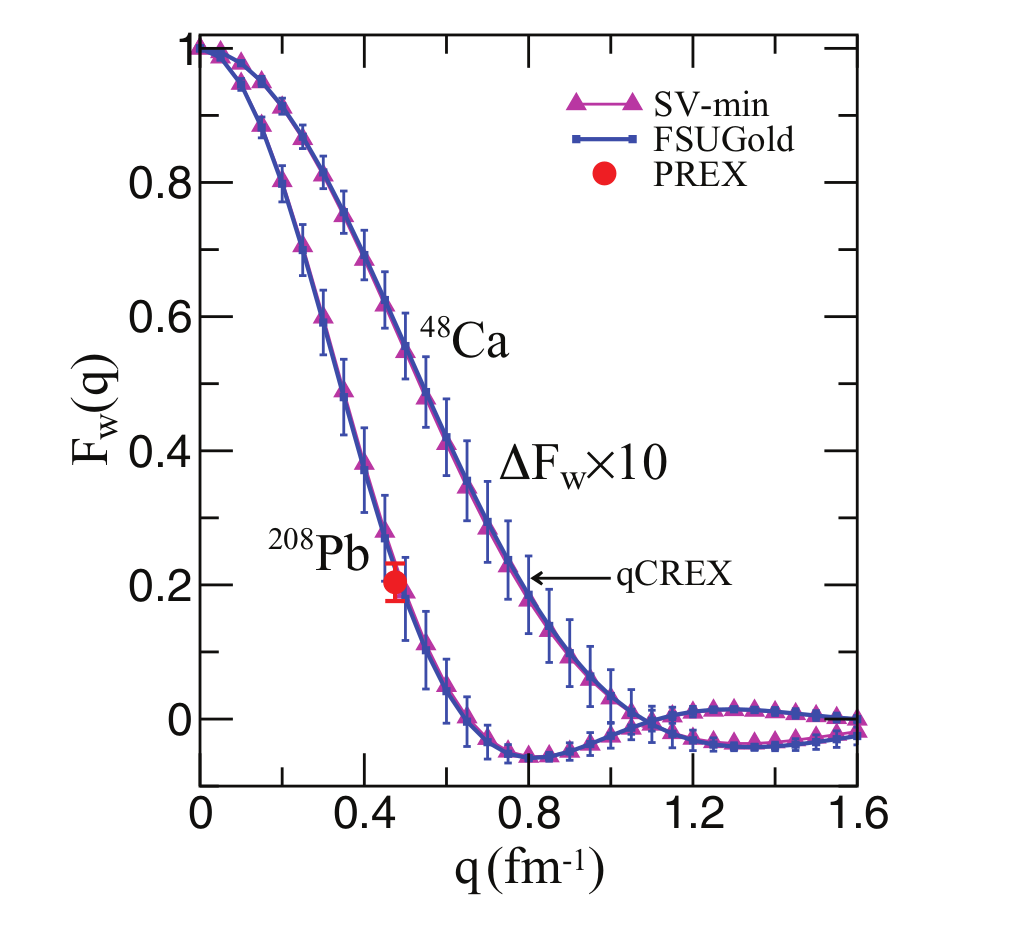 1
0.8
0.6
0.4
0.2
0
F_w(q)
SV-min
FSUGold
PREX
⁴⁸Ca
ΔF_w×10
²⁰⁸Pb
qCREX
0 0.4 0.8 1.2 1.6
q (fm⁻¹)